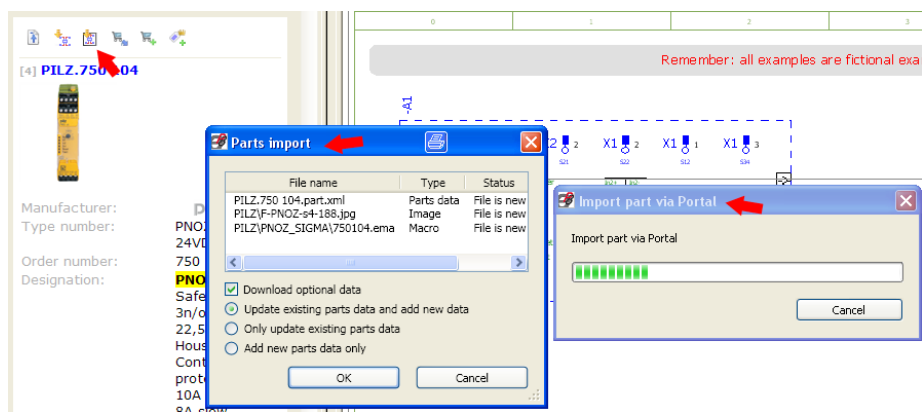 0 1 2 3
[4] PILZ.750 104
Remember: all examples are fictional exa
-A1
X2 2 X1 2 X1 1 X1 3
S21 S22 S12 S34
Manufacturer: P
Type number: PNOZ
24VD
Order number: 750
Designation: PNO
Safe
3n/o
22,5
Hous
Cont
prote
10A
8A slow
Parts import
File name Type Status
PILZ.750 104.part.xml Parts data File is new
PILZ\F-PNOZ-s4-188.jpg Image File is new
PILZ\PNOZ_SIGMA\750104.ema Macro File is new
Download optional data
Update existing parts data and add new data
Only update existing parts data
Add new parts data only
OK Cancel
Import part via Portal
Import part via Portal
Cancel